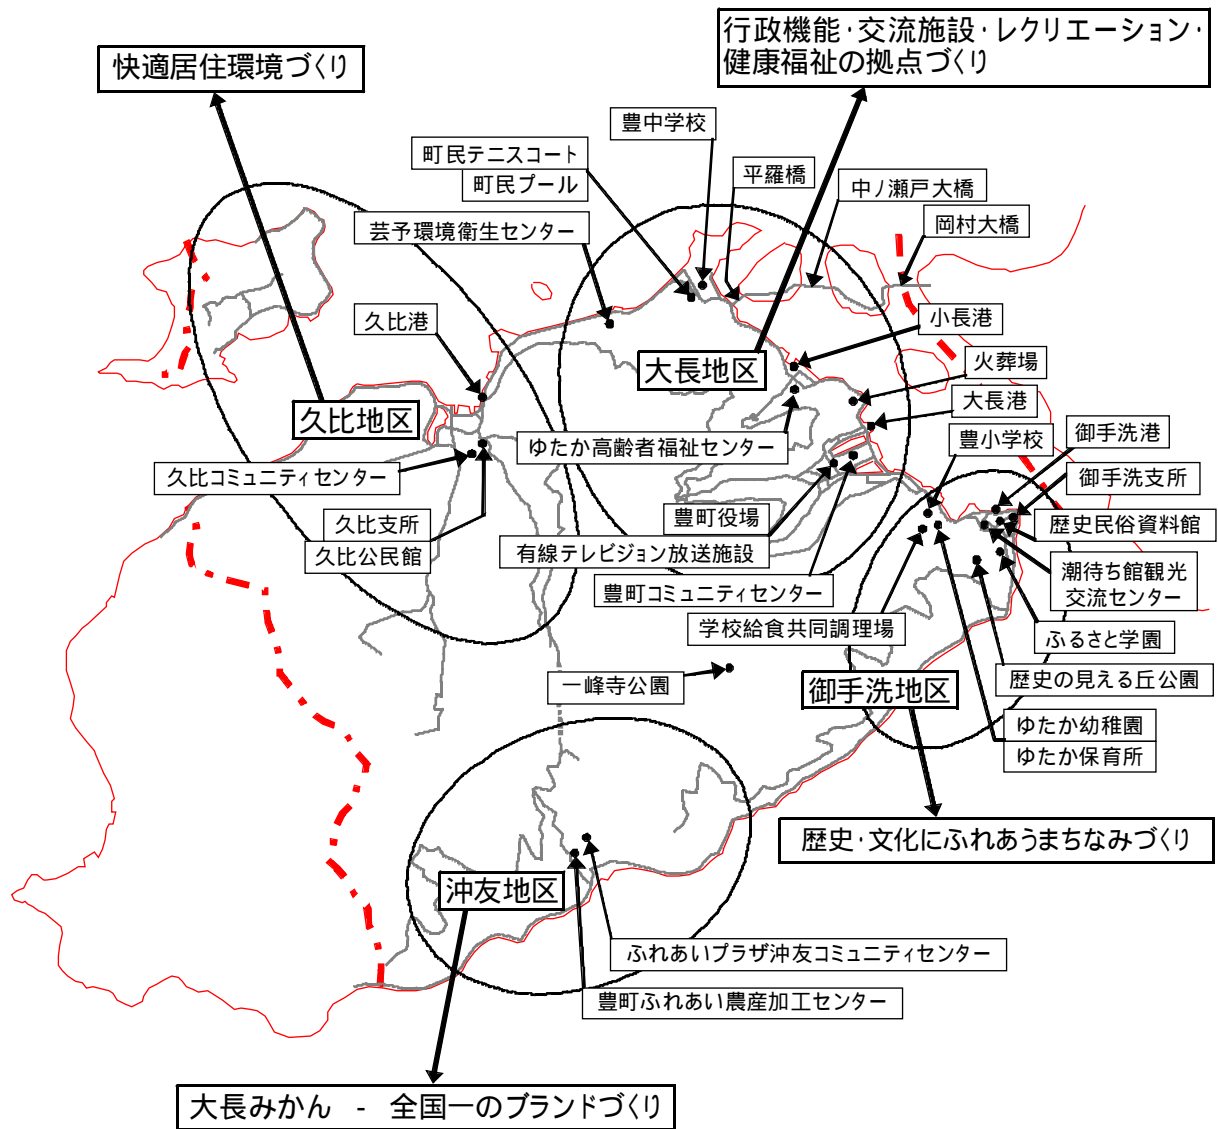 行政機能・交流施設・レクリエーション・
健康福祉の拠点づくり
快適居住環境づくり
豊中学校
町民テニスコート
町民プール
平羅橋
中ノ瀬戸大橋
岡村大橋
芸予環境衛生センター
久比港
小長港
大長地区
火葬場
久比地区
大長港
ゆたか高齢者福祉センター
豊小学校
御手洗港
久比コミュニティセンター
御手洗支所
久比支所
久比公民館
豊町役場
歴史民俗資料館
有線テレビジョン放送施設
豊町コミュニティセンター
潮待ち館観光
交流センター
学校給食共同調理場
ふるさと学園
一峰寺公園
御手洗地区
歴史の見える丘公園
ゆたか幼稚園
ゆたか保育所
歴史・文化にふれあうまちなみづくり
沖友地区
ふれあいプラザ沖友コミュニティセンター
豊町ふれあい農産加工センター
大長みかん - 全国一のブランドづくり